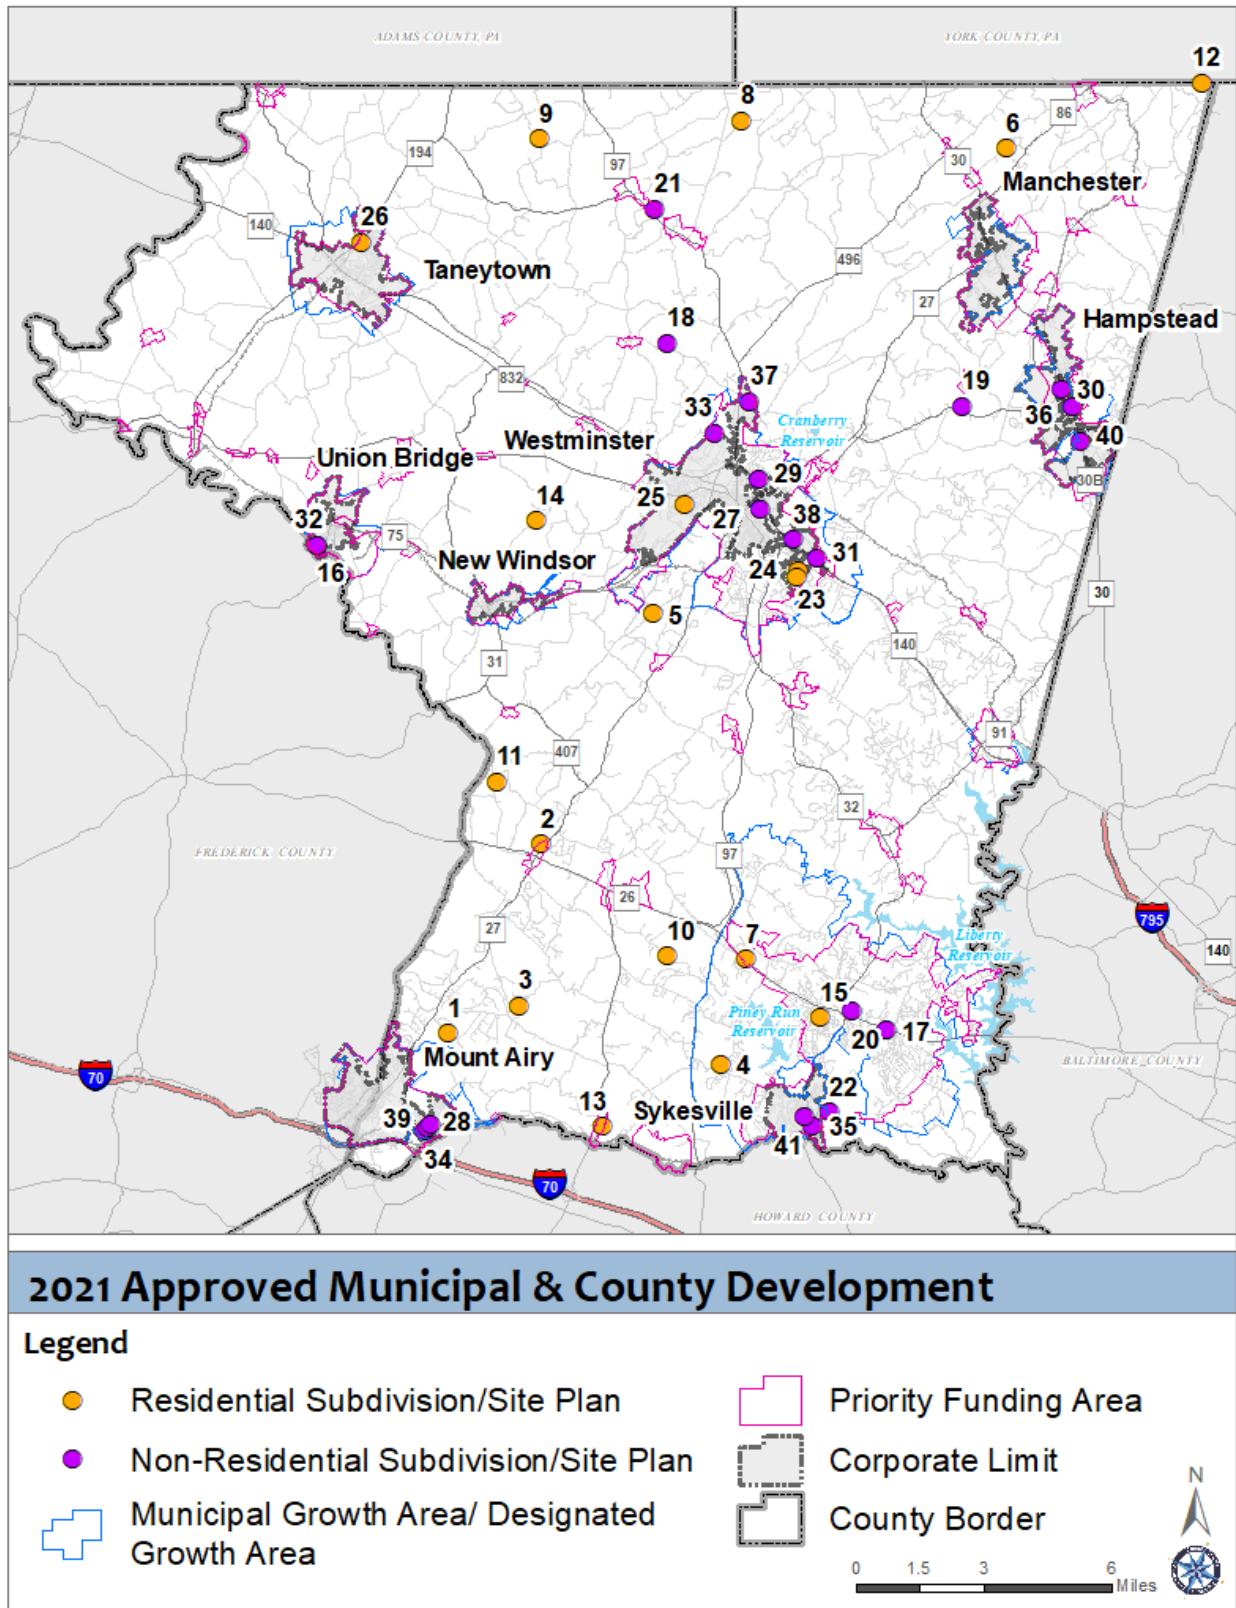 ADAMS COUNTY, PA
YORK COUNTY, PA
12
8
9
86
6
194
97
30
21
Manchester
26
140
496
Taneytown
27
Hampstead
18
832
37
19
30
33
36
Cranberry
Reservoir
Westminster
40
Union Bridge
29
30B
25
14
32
27
38
75
New Windsor
31
24
16
30
23
5
140
31
91
11
407
32
2
FREDERICK COUNTY
97
26
795
27
10
7
Liberty
Reservoir
140
3
15
Piney Run
Reservoir
1
20
17
Mount Airy
4
BALTIMORE COUNTY
70
22
13
Sykesville
39
28
35
41
34
70
HOWARD COUNTY
2021 Approved Municipal & County Development
Legend
Residential Subdivision/Site Plan
Non-Residential Subdivision/Site Plan
Municipal Growth Area/ Designated
Growth Area
Priority Funding Area
Corporate Limit
County Border
N
0 1.5 3 6
Miles